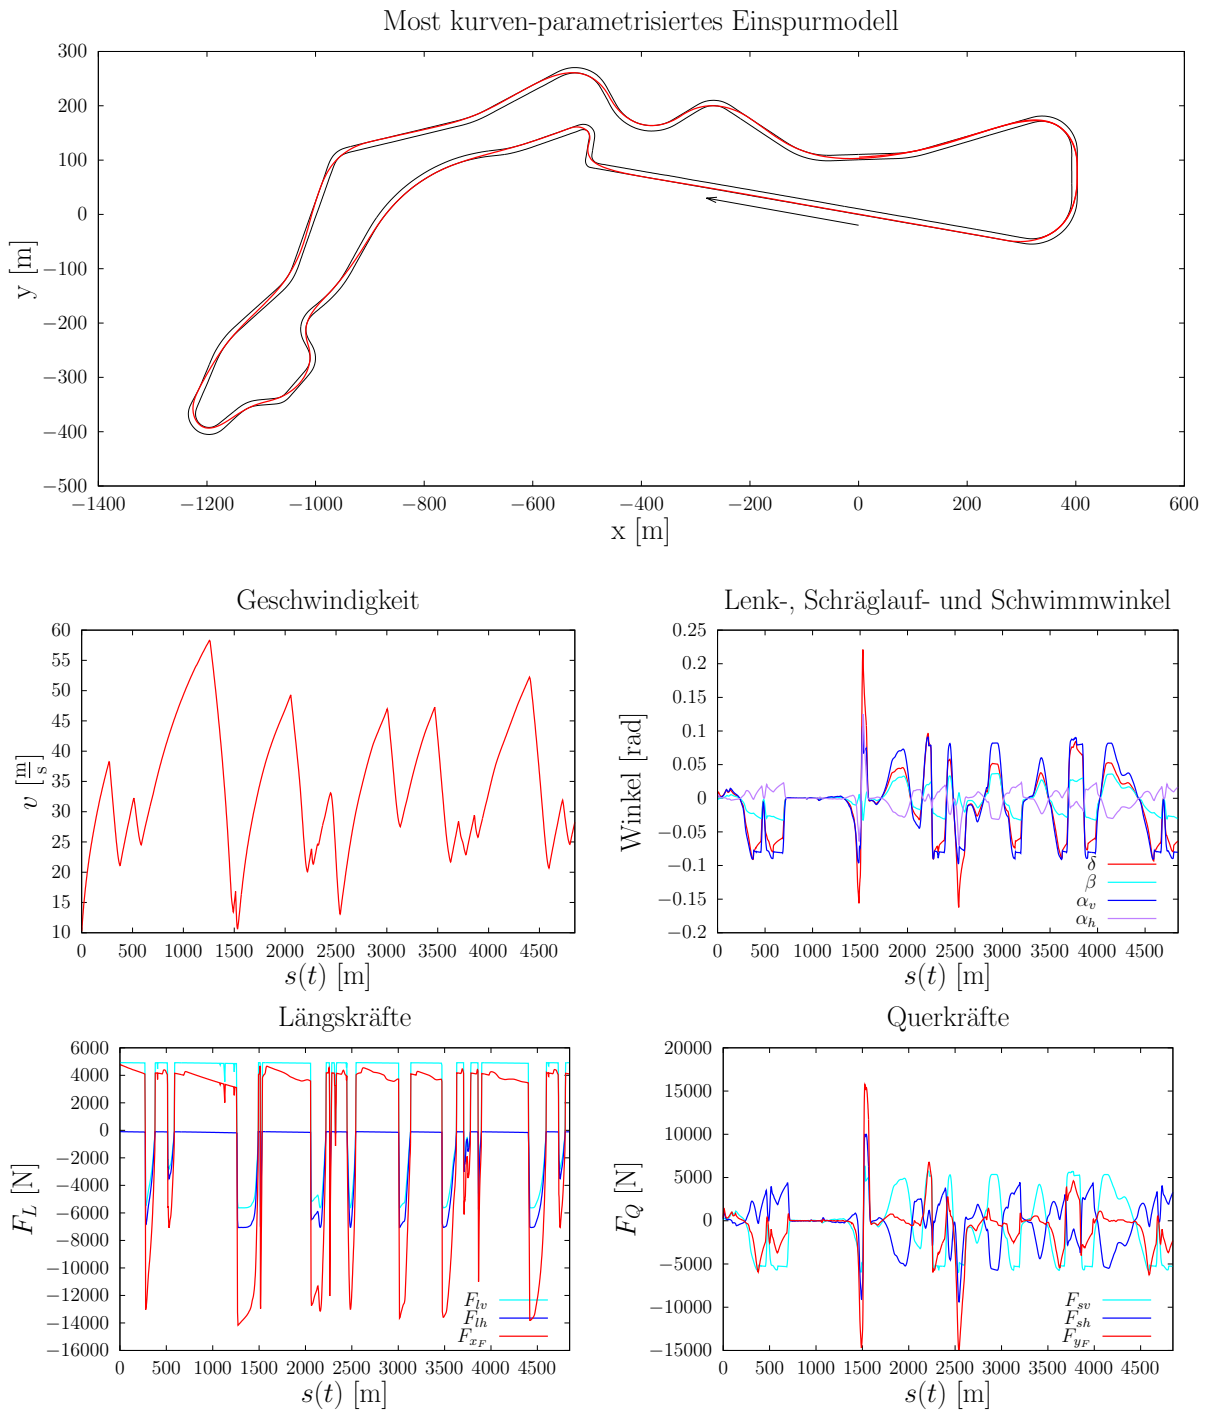 Most kurven-parametrisiertes Einspurmodell
300
200
100
0
−100
−200
−300
−400
−500
y [m]
−1400 −1200 −1000 −800 −600 −400 −200 0 200 400 600
x [m]
Geschwindigkeit
60
55
50
45
40
35
30
25
20
15
10
v [m/s]
0 500 1000 1500 2000 2500 3000 3500 4000 4500
s(t) [m]
Lenk-, Schräglauf- und Schwimmwinkel
0.25
0.2
0.15
0.1
0.05
0
−0.05
−0.1
−0.15
−0.2
Winkel [rad]
δ
β
α_v
α_h
0 500 1000 1500 2000 2500 3000 3500 4000 4500
s(t) [m]
Längskräfte
6000
4000
2000
0
−2000
−4000
−6000
−8000
−10000
−12000
−14000
−16000
F_L [N]
F_lv
F_lh
F_x_F
0 500 1000 1500 2000 2500 3000 3500 4000 4500
s(t) [m]
Querkräfte
20000
15000
10000
5000
0
−5000
−10000
−15000
F_Q [N]
F_sv
F_sh
F_y_F
0 500 1000 1500 2000 2500 3000 3500 4000 4500
s(t) [m]